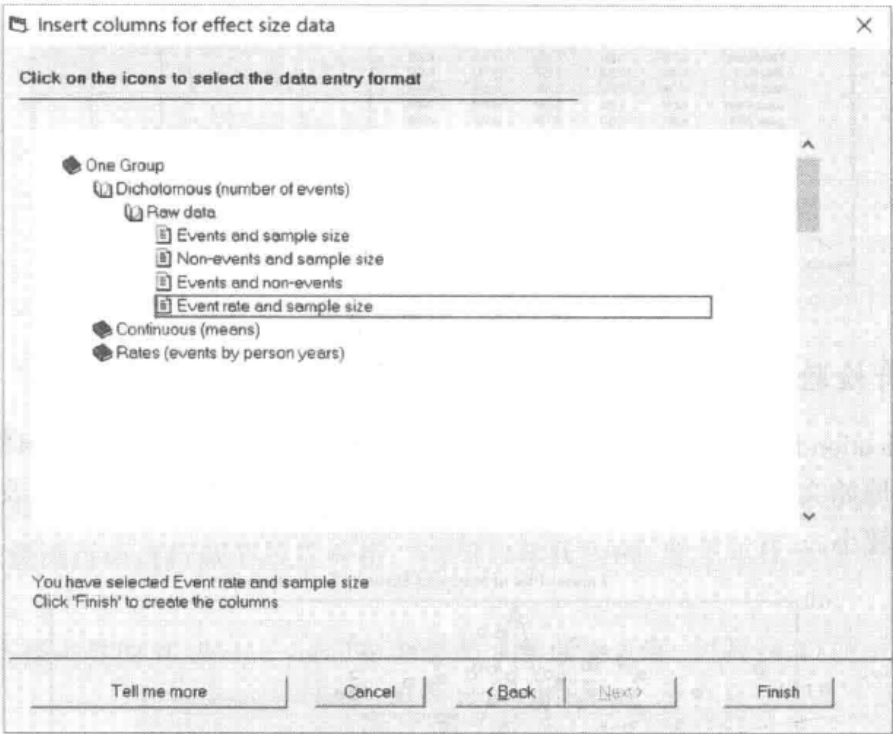 Insert columns for effect size data
Click on the icons to select the data entry format
One Group
Dichotomous (number of events)
Raw data
Events and sample size
Non-events and sample size
Events and non-events
Event rate and sample size
Continuous (means)
Rates (events by person years)
You have selected Event rate and sample size
Click 'Finish' to create the columns
Tell me more
Cancel
< Back
Next >
Finish